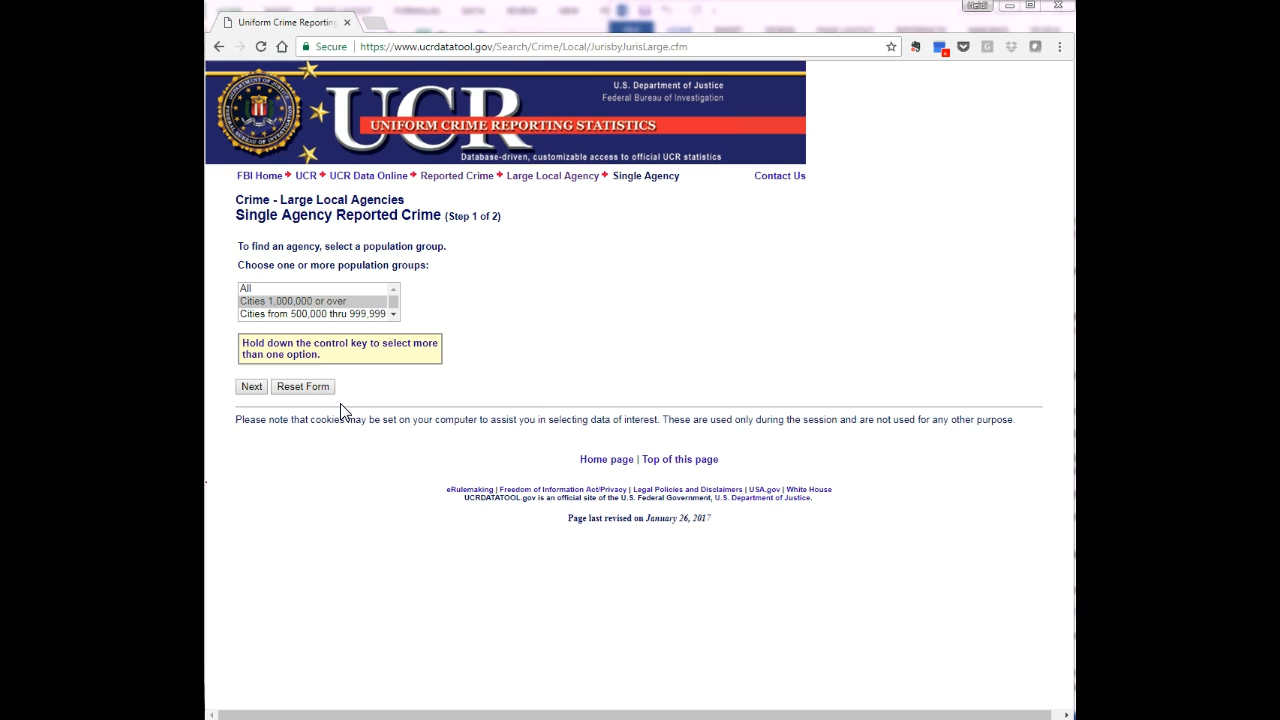 Uniform Crime Reporting
Secure https://www.ucrdatatool.gov/Search/Crime/Local/JurisbyJurisLarge.cfm
U.S. Department of Justice
Federal Bureau of Investigation
UCR
UNIFORM CRIME REPORTING STATISTICS
Database-driven, customizable access to official UCR statistics
FBI Home UCR UCR Data Online Reported Crime Large Local Agency Single Agency Contact Us
Crime - Large Local Agencies
Single Agency Reported Crime (Step 1 of 2)
To find an agency, select a population group.
Choose one or more population groups:
All
Cities 1,000,000 or over
Cities from 500,000 thru 999,999
Hold down the control key to select more
than one option.
Next Reset Form
Please note that cookies may be set on your computer to assist you in selecting data of interest. These are used only during the session and are not used for any other purpose.
Home page | Top of this page
eRulemaking | Freedom of Information Act/Privacy | Legal Policies and Disclaimers | USA.gov | White House
UCRDATATOOL.gov is an official site of the U.S. Federal Government, U.S. Department of Justice.
Page last revised on January 26, 2017